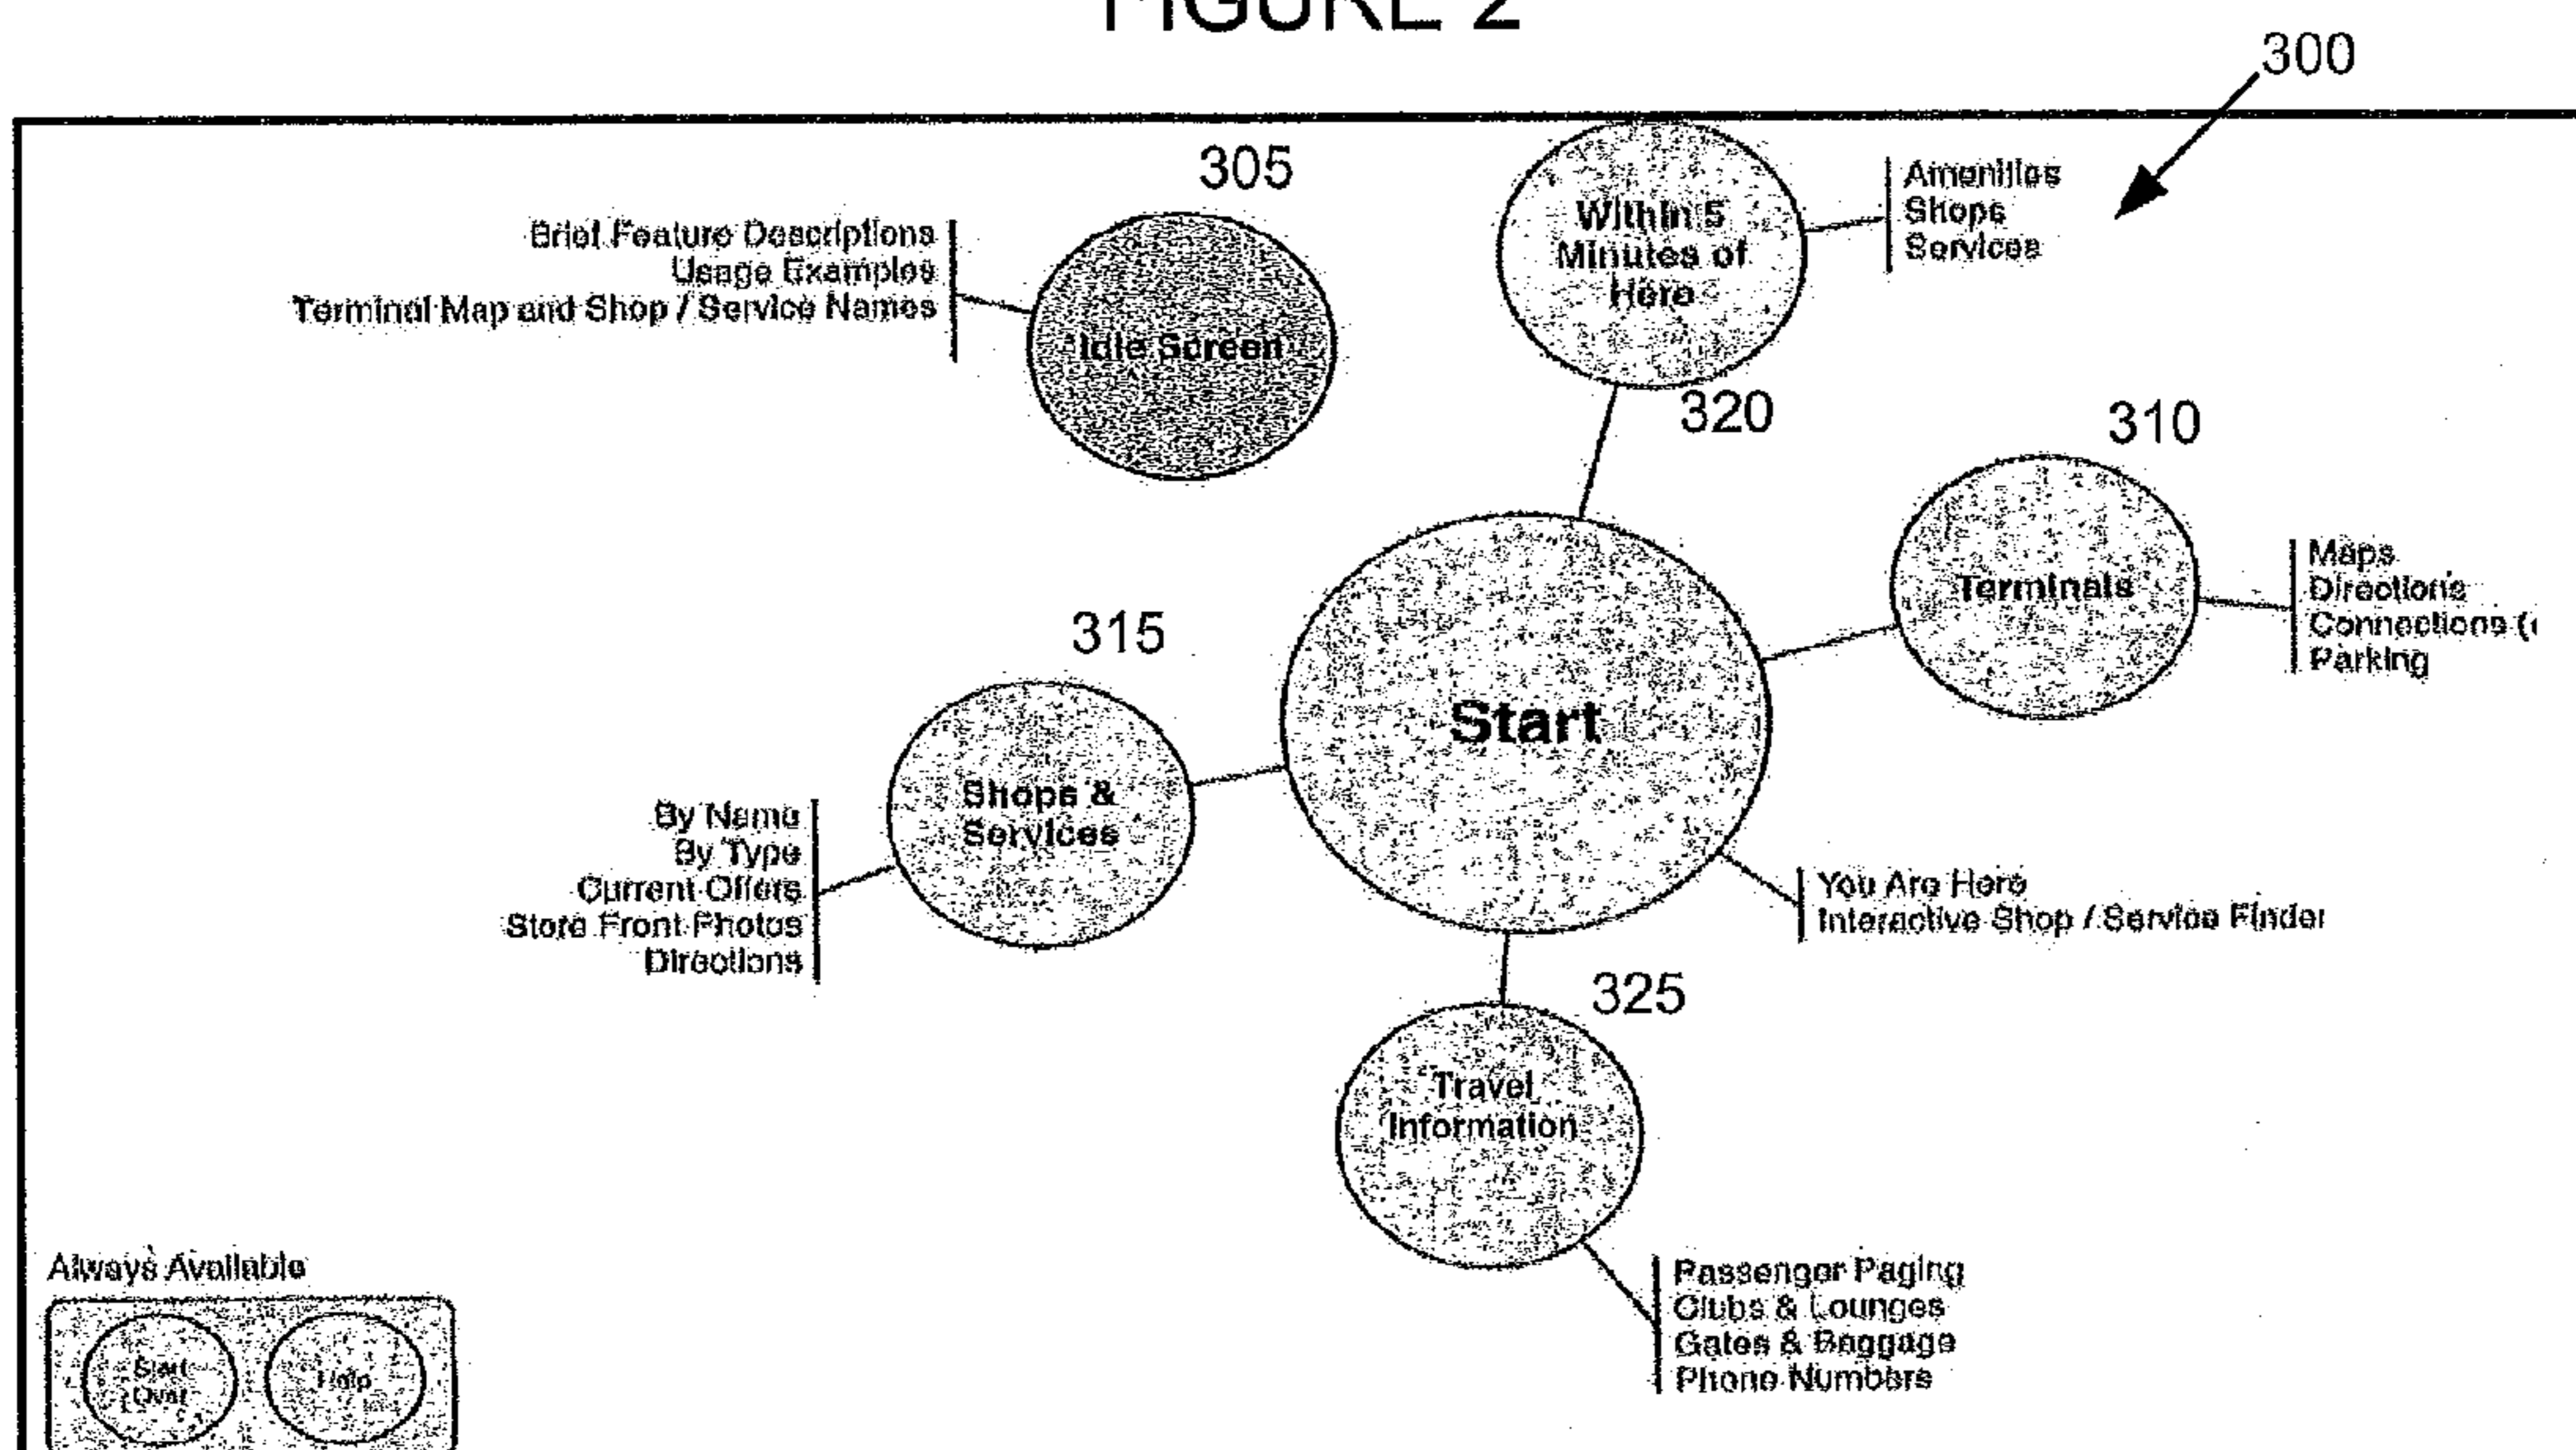 FIGURE 2
300
305
Brief Feature Descriptions
Usage Examples
Terminal Map and Shop / Service Names
Idle Screen
Within 5
Minutes of
Here
320
Amenities
Shops
Services
310
Terminals
Maps
Directions
Connections (
Parking
Start
315
Shops &
Services
By Name
By Type
Current Offers
Store Front Photos
Directions
You Are Here
Interactive Shop / Service Finder
325
Travel
Information
Passenger Paging
Clubs & Lounges
Gates & Baggage
Phone Numbers
Always Available
Start
Over
Help